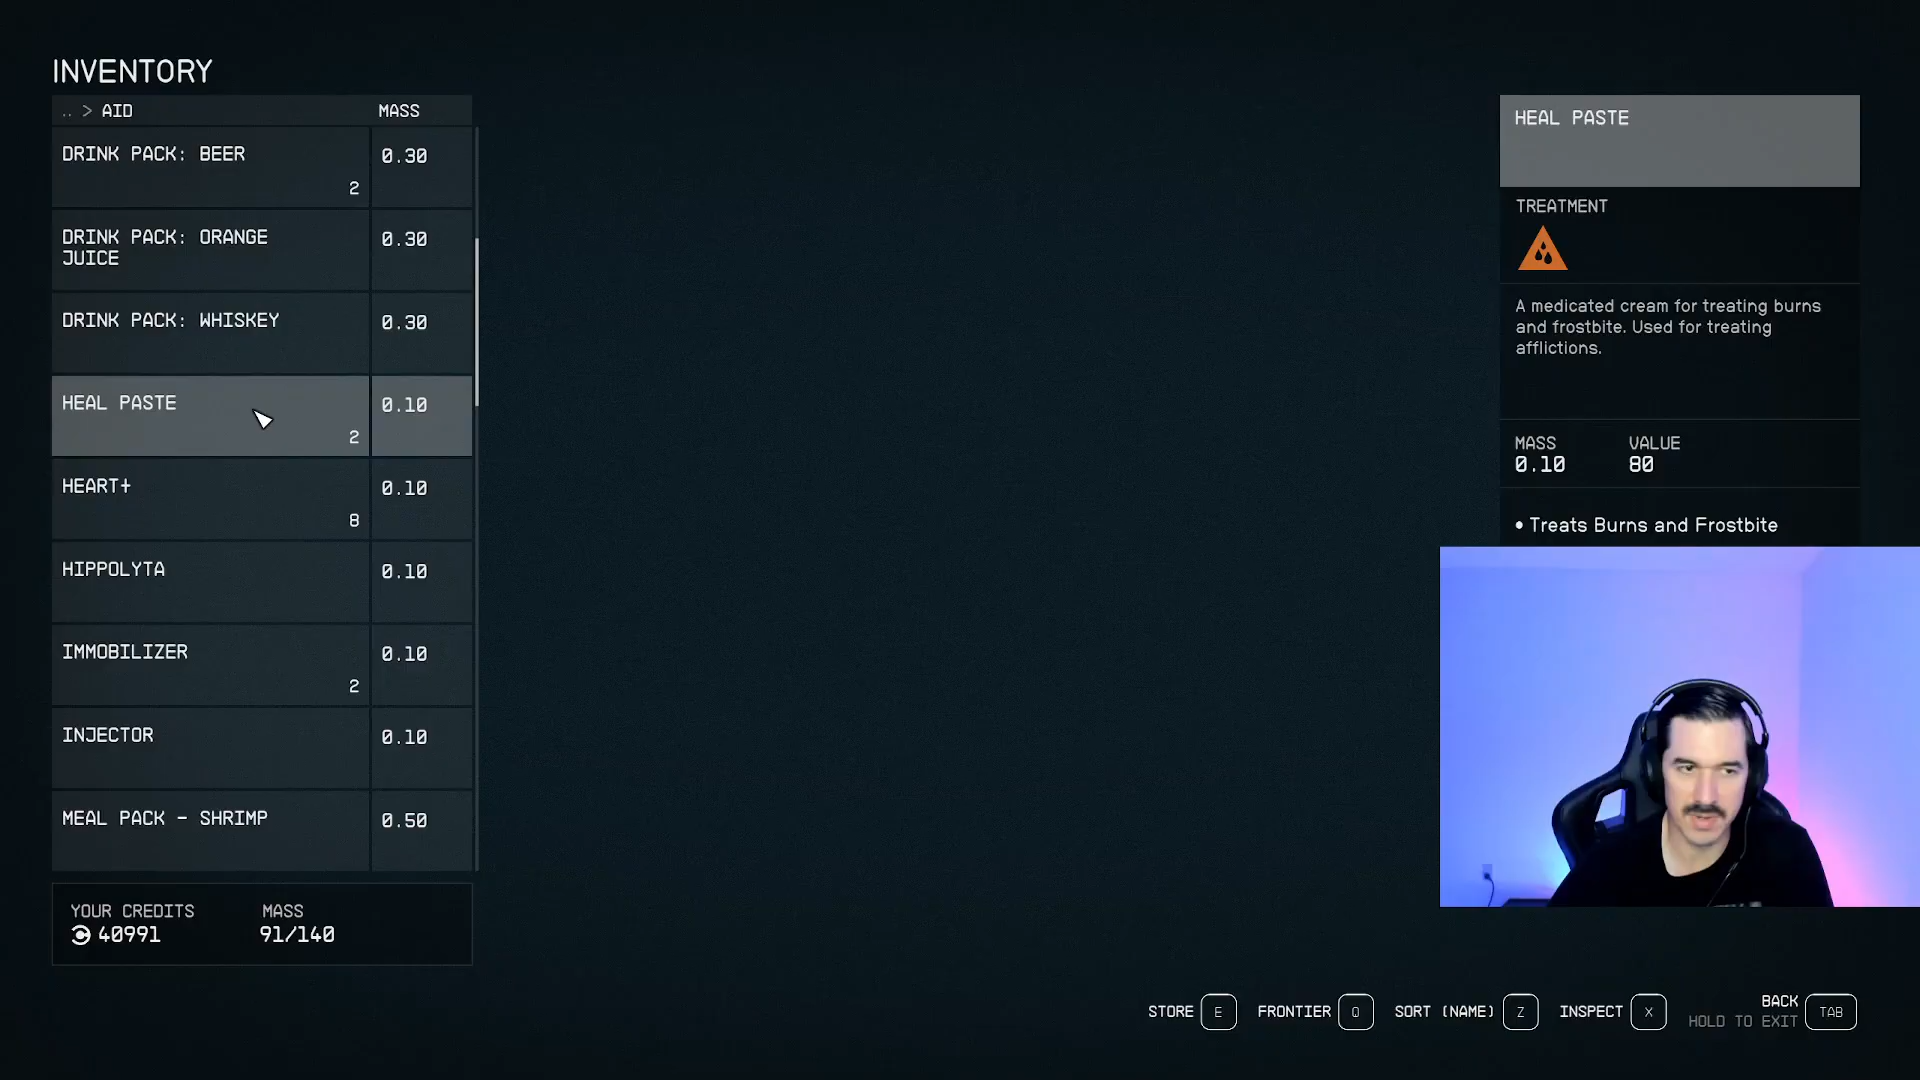 INVENTORY
.. > AID MASS
DRINK PACK: BEER 0.30
2
DRINK PACK: ORANGE JUICE 0.30
DRINK PACK: WHISKEY 0.30
HEAL PASTE 0.10
2
HEART+ 0.10
8
HIPPOLYTA 0.10
IMMOBILIZER 0.10
2
INJECTOR 0.10
MEAL PACK - SHRIMP 0.50
YOUR CREDITS MASS
40991 91/140
HEAL PASTE
TREATMENT
A medicated cream for treating burns
and frostbite. Used for treating
afflictions.
MASS VALUE
0.10 80
• Treats Burns and Frostbite
STORE E FRONTIER Q SORT (NAME) Z INSPECT X BACK TAB
HOLD TO EXIT